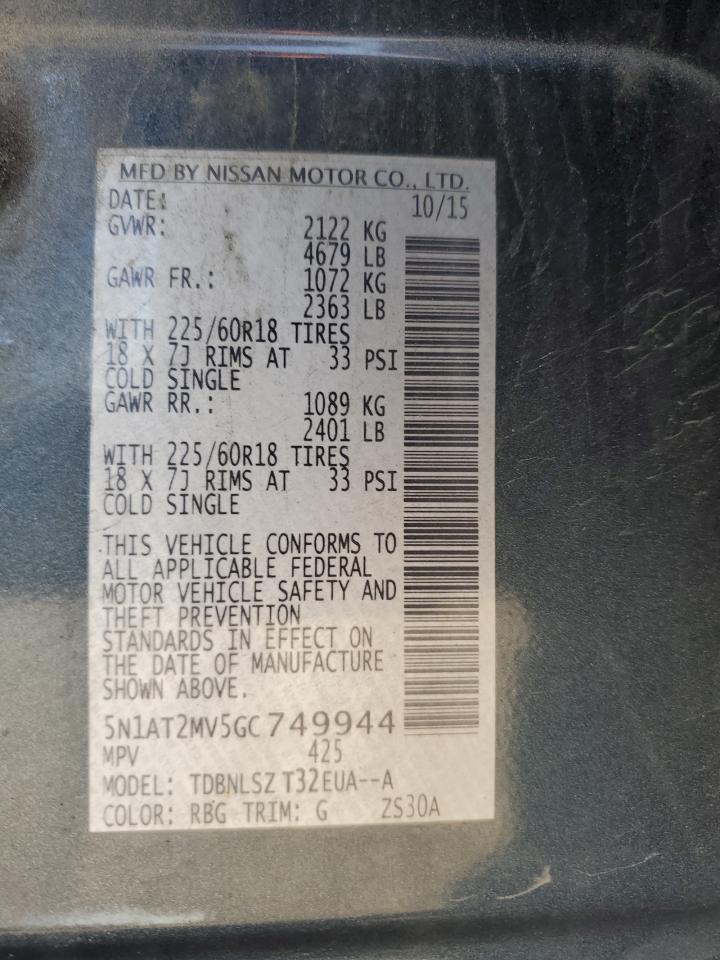 MFD BY NISSAN MOTOR CO., LTD.
DATE: 10/15
GVWR: 2122 KG
4679 LB
GAWR FR.: 1072 KG
2363 LB
WITH 225/60R18 TIRES
18 X 7J RIMS AT 33 PSI
COLD SINGLE
GAWR RR.: 1089 KG
2401 LB
WITH 225/60R18 TIRES
18 X 7J RIMS AT 33 PSI
COLD SINGLE
THIS VEHICLE CONFORMS TO
ALL APPLICABLE FEDERAL
MOTOR VEHICLE SAFETY AND
THEFT PREVENTION
STANDARDS IN EFFECT ON
THE DATE OF MANUFACTURE
SHOWN ABOVE.
5N1AT2MV5GC749944
MPV 425
MODEL: TDBNLSZ T32EUA--A
COLOR: RBG TRIM: G ZS30A